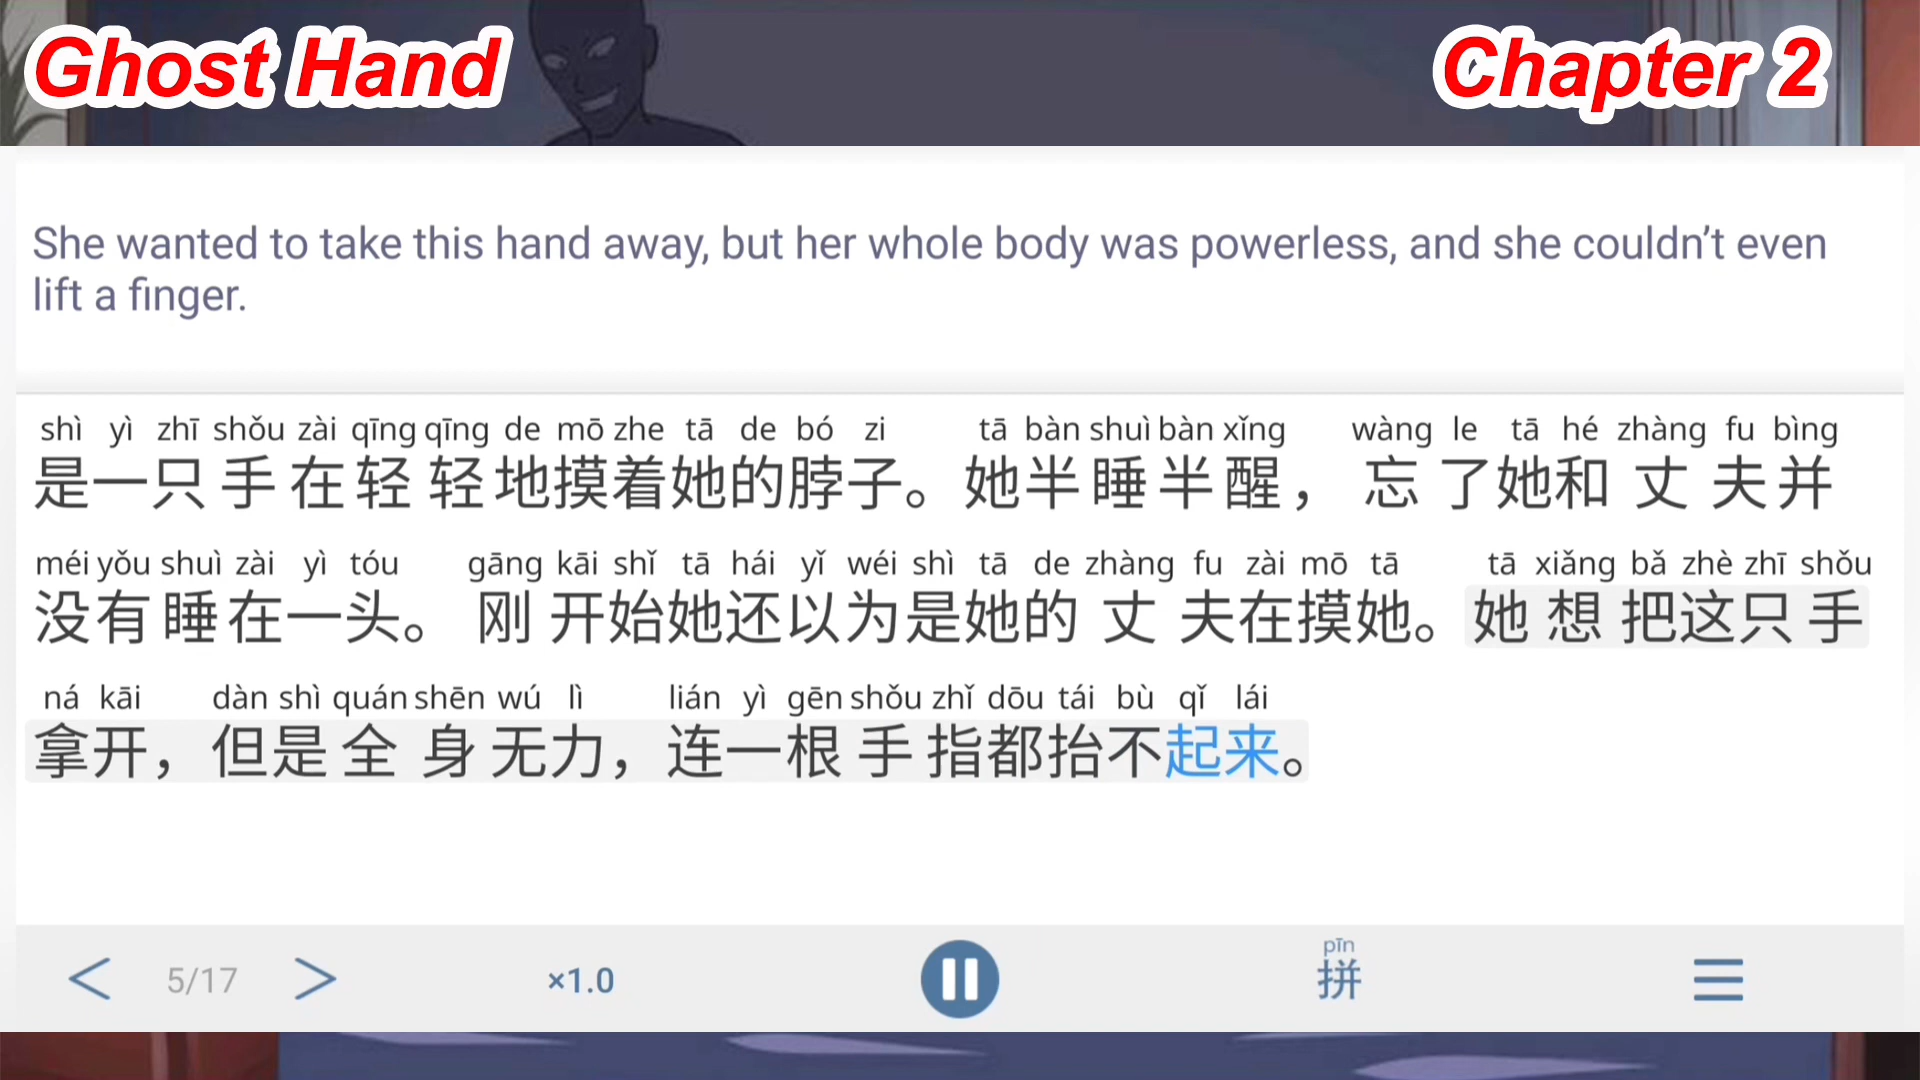 Ghost Hand
Chapter 2
She wanted to take this hand away, but her whole body was powerless, and she couldn’t even
lift a finger.
shì yì zhī shǒu zài qīng qīng de mō zhe tā de bó zi tā bàn shuì bàn xǐng wàng le tā hé zhàng fu bìng
是一只手在轻轻地摸着她的脖子。她半睡半醒，忘了她和丈夫并
méi yǒu shuì zài yì tóu gāng kāi shǐ tā hái yǐ wéi shì tā de zhàng fu zài mō tā tā xiǎng bǎ zhè zhī shǒu
没有睡在一头。刚开始她还以为是她的丈夫在摸她。她想把这只手
ná kāi dàn shì quán shēn wú lì lián yì gēn shǒu zhǐ dōu tái bù qǐ lái
拿开，但是全身无力，连一根手指都抬不起来。
5/17
×1.0
pīn
拼